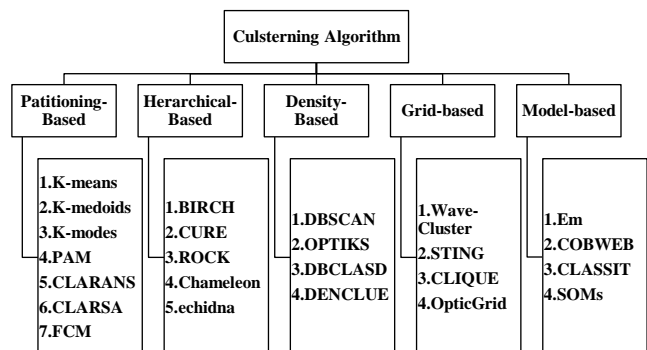 Culsterning Algorithm
Patitioning-
Based
Herarchical-
Based
Density-
Based
Grid-based
Model-based
1.K-means
2.K-medoids
3.K-modes
4.PAM
5.CLARANS
6.CLARSA
7.FCM
1.BIRCH
2.CURE
3.ROCK
4.Chameleon
5.echidna
1.DBSCAN
2.OPTIKS
3.DBCLASD
4.DENCLUE
1.Wave-
Cluster
2.STING
3.CLIQUE
4.OpticGrid
1.Em
2.COBWEB
3.CLASSIT
4.SOMs